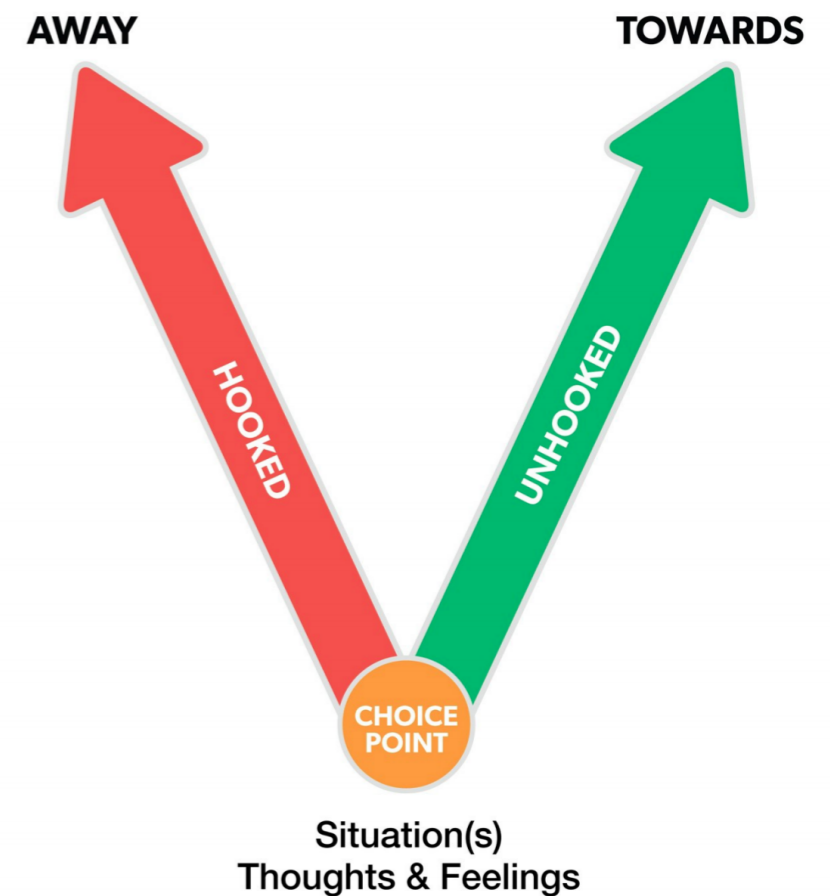 AWAY
TOWARDS
HOOKED
UNHOOKED
CHOICE
POINT
Situation(s)
Thoughts & Feelings